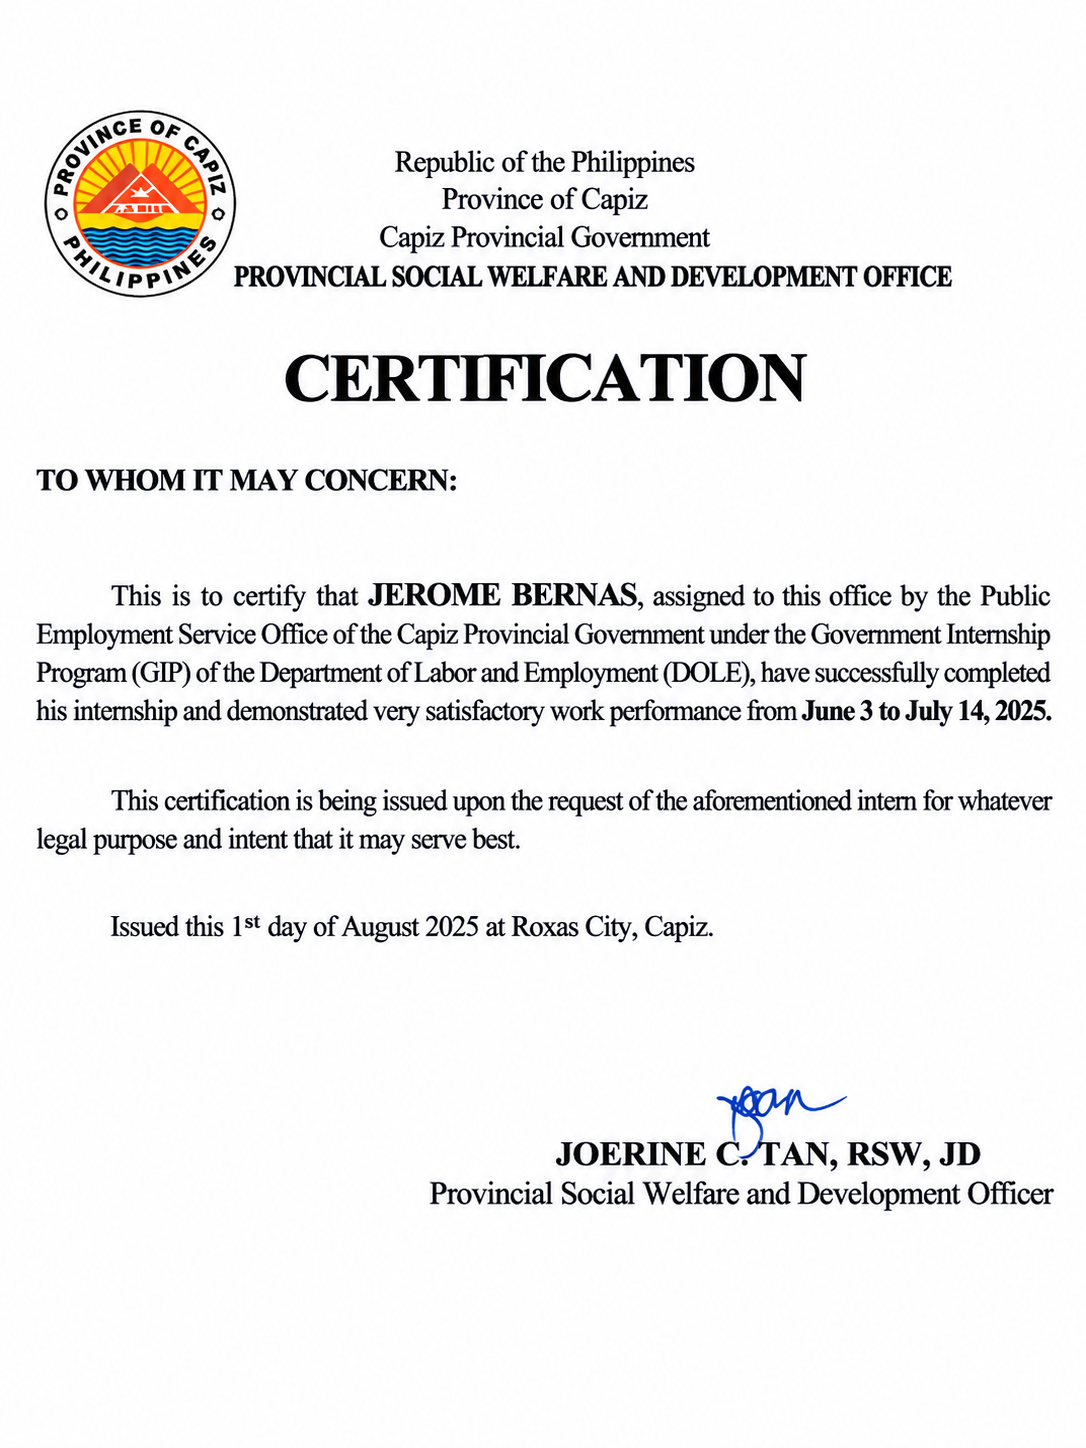 PROVINCE OF CAPIZ
PHILIPPINES
Republic of the Philippines
Province of Capiz
Capiz Provincial Government
PROVINCIAL SOCIAL WELFARE AND DEVELOPMENT OFFICE
CERTIFICATION
TO WHOM IT MAY CONCERN:
This is to certify that JEROME BERNAS, assigned to this office by the Public
Employment Service Office of the Capiz Provincial Government under the Government Internship
Program (GIP) of the Department of Labor and Employment (DOLE), have successfully completed
his internship and demonstrated very satisfactory work performance from June 3 to July 14, 2025.
This certification is being issued upon the request of the aforementioned intern for whatever
legal purpose and intent that it may serve best.
Issued this 1st day of August 2025 at Roxas City, Capiz.
JOERINE C. TAN, RSW, JD
Provincial Social Welfare and Development Officer